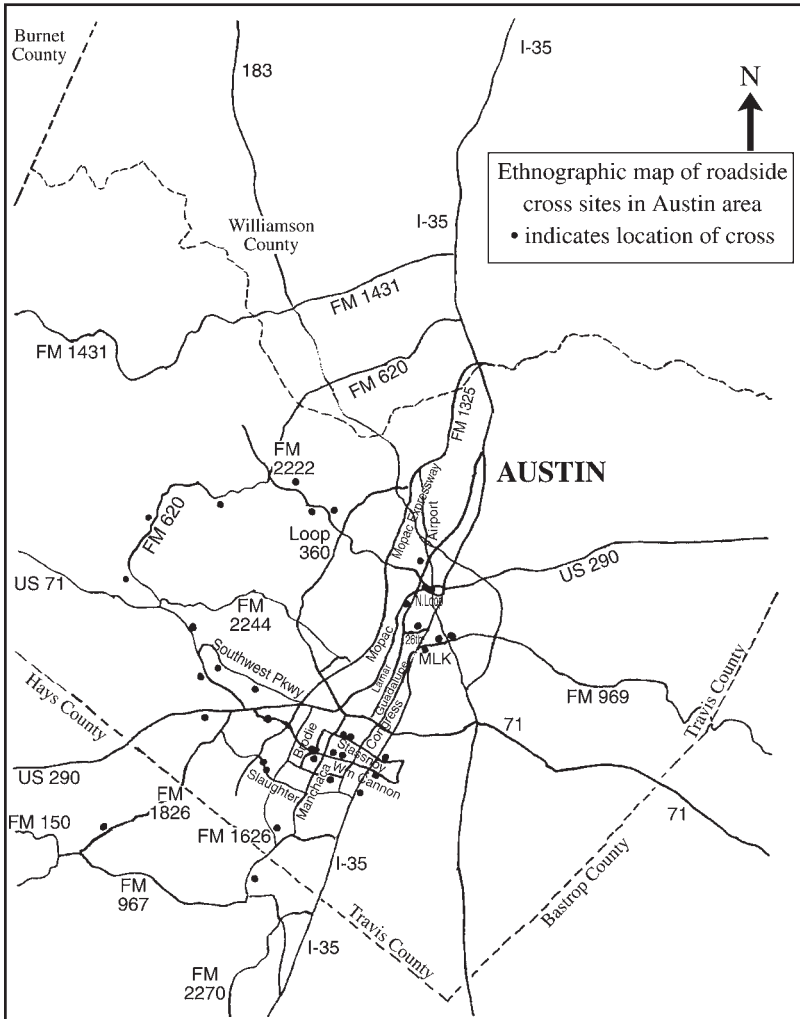 Burnet
County
183
I-35
N
Ethnographic map of roadside
cross sites in Austin area
• indicates location of cross
I-35
Williamson
County
FM 1431
FM 1431
FM 620
FM 1325
FM
2222
AUSTIN
FM 620
Loop
360
Mopac Expressway
Airport
US 290
US 71
FM
2244
N.Loop
26th
MLK
Mopac
Lamar
Guadalupe
Congress
Southwest Pkwy
Hays County
FM 969
Travis County
71
Brodie
Stassney
Wm Cannon
US 290
Slaughter
Manchaca
FM
1826
FM 150
FM 1626
71
I-35
FM
967
Bastrop County
Travis County
I-35
FM
2270